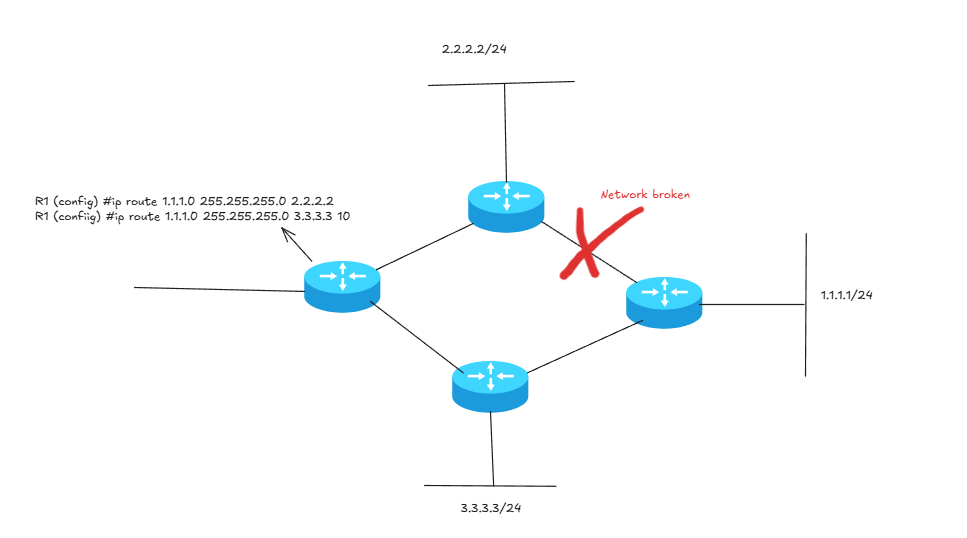 2.2.2.2/24
Network broken
R1 (config) #ip route 1.1.1.0 255.255.255.0 2.2.2.2
R1 (confiig) #ip route 1.1.1.0 255.255.255.0 3.3.3.3 10
1.1.1.1/24
3.3.3.3/24